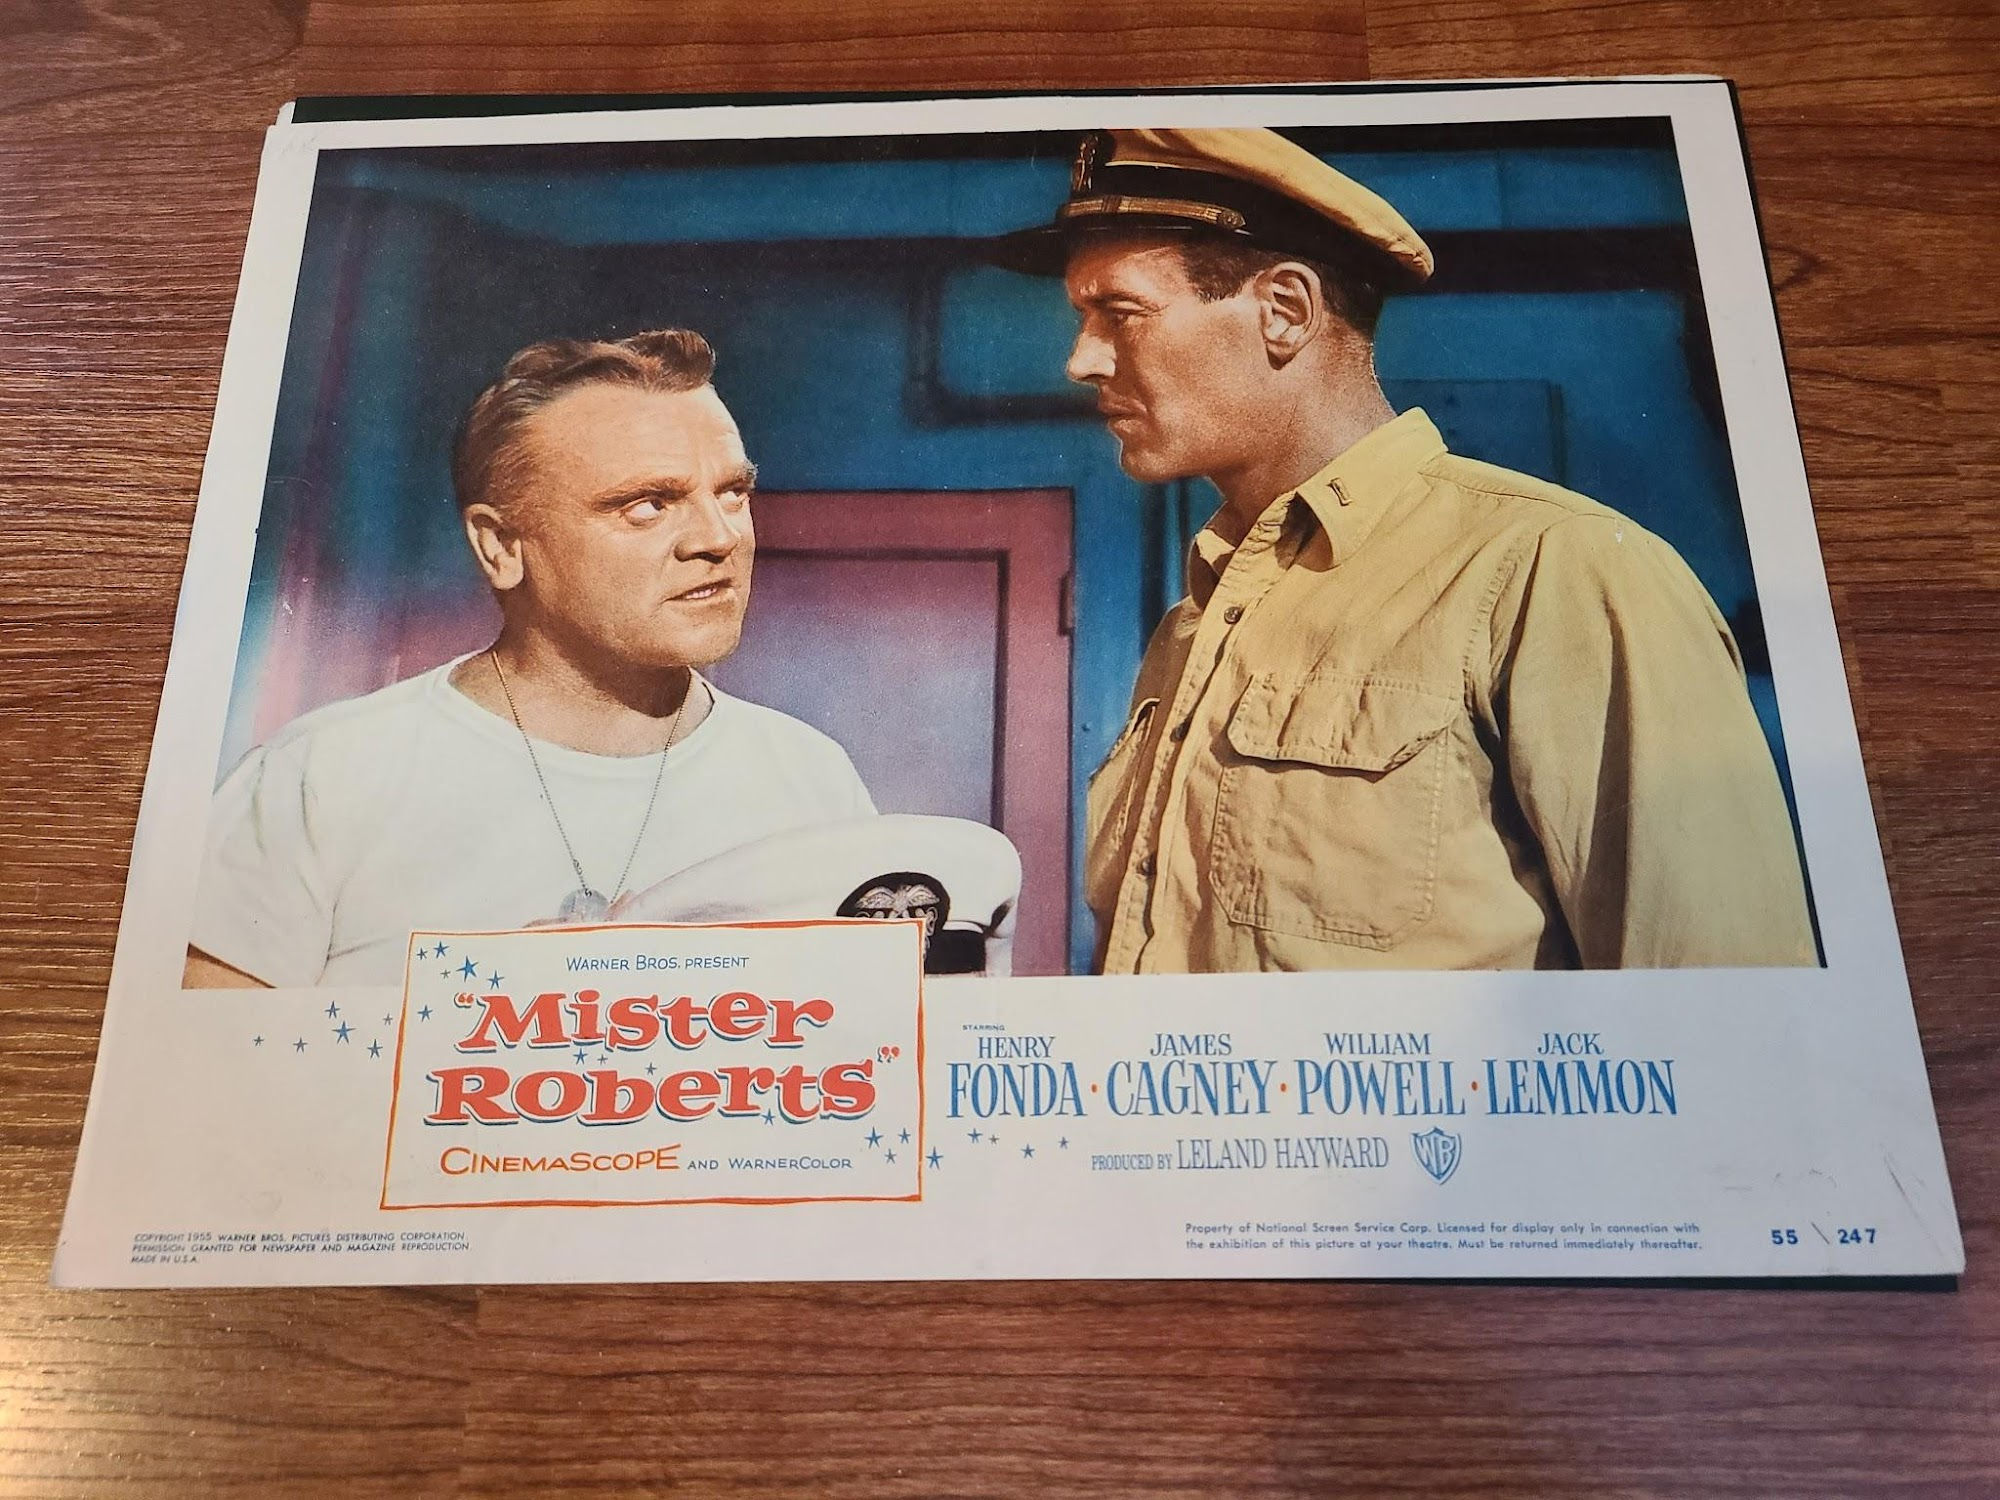 WARNER BROS. PRESENT
"Mister
Roberts"
CINEMASCOPE AND WARNERCOLOR
STARRING
HENRY JAMES WILLIAM JACK
FONDA · CAGNEY · POWELL · LEMMON
PRODUCED BY LELAND HAYWARD WB
COPYRIGHT 1955 WARNER BROS. PICTURES DISTRIBUTING CORPORATION
PERMISSION GRANTED FOR NEWSPAPER AND MAGAZINE REPRODUCTION
MADE IN U.S.A.
Property of National Screen Service Corp. Licensed for display only in connection with
the exhibition of this picture at your theatre. Must be returned immediately thereafter.
55 \ 247